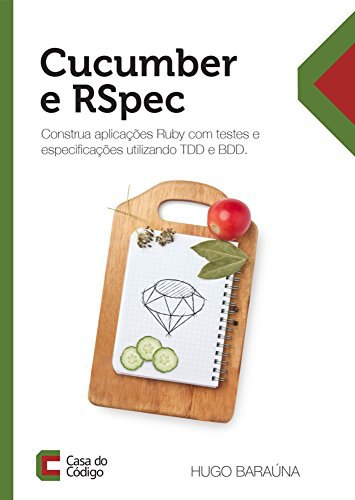 Cucumber
e RSpec
Construa aplicações Ruby com testes e
especificações utilizando TDD e BDD.
Casa do
Código
HUGO BARAÚNA